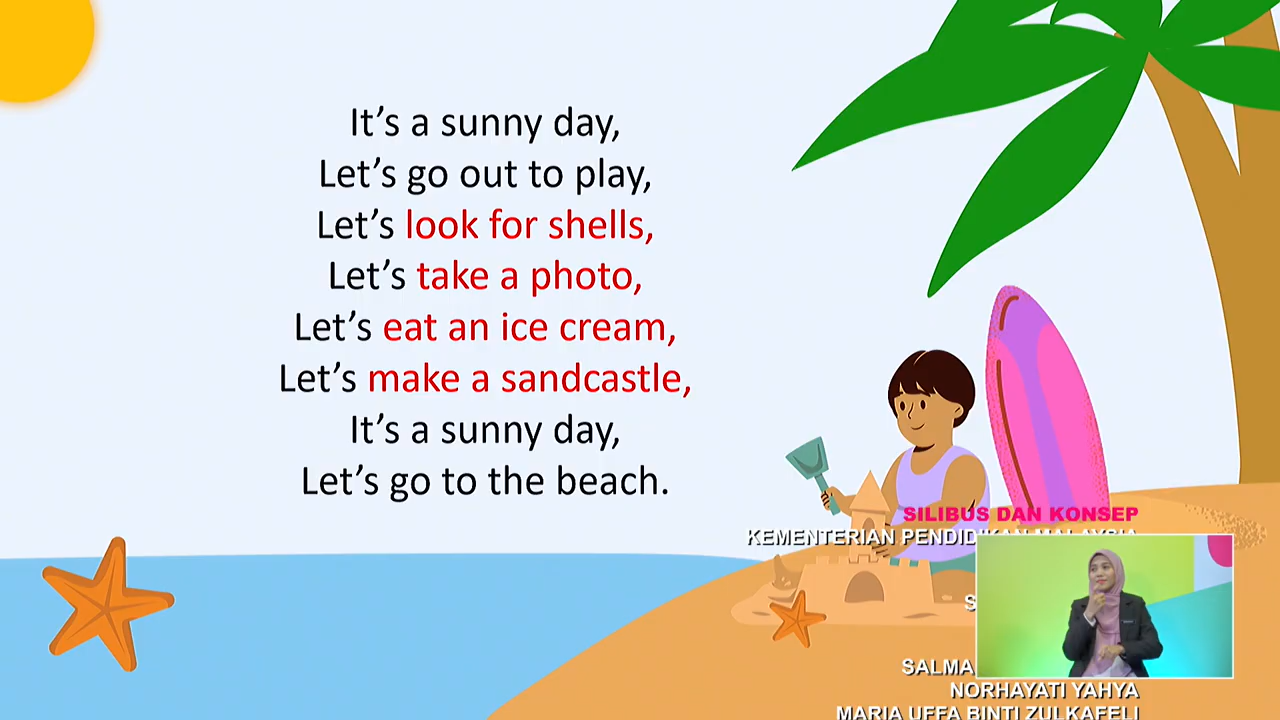 It's a sunny day,
Let's go out to play,
Let's look for shells,
Let's take a photo,
Let's eat an ice cream,
Let's make a sandcastle,
It's a sunny day,
Let's go to the beach.
SILIBUS DAN KONSEP
KEMENTERIAN PENDIDIKAN MALAYSIA
NORHAYATI YAHYA
MARIA UFFA BINTI ZULKAFELI